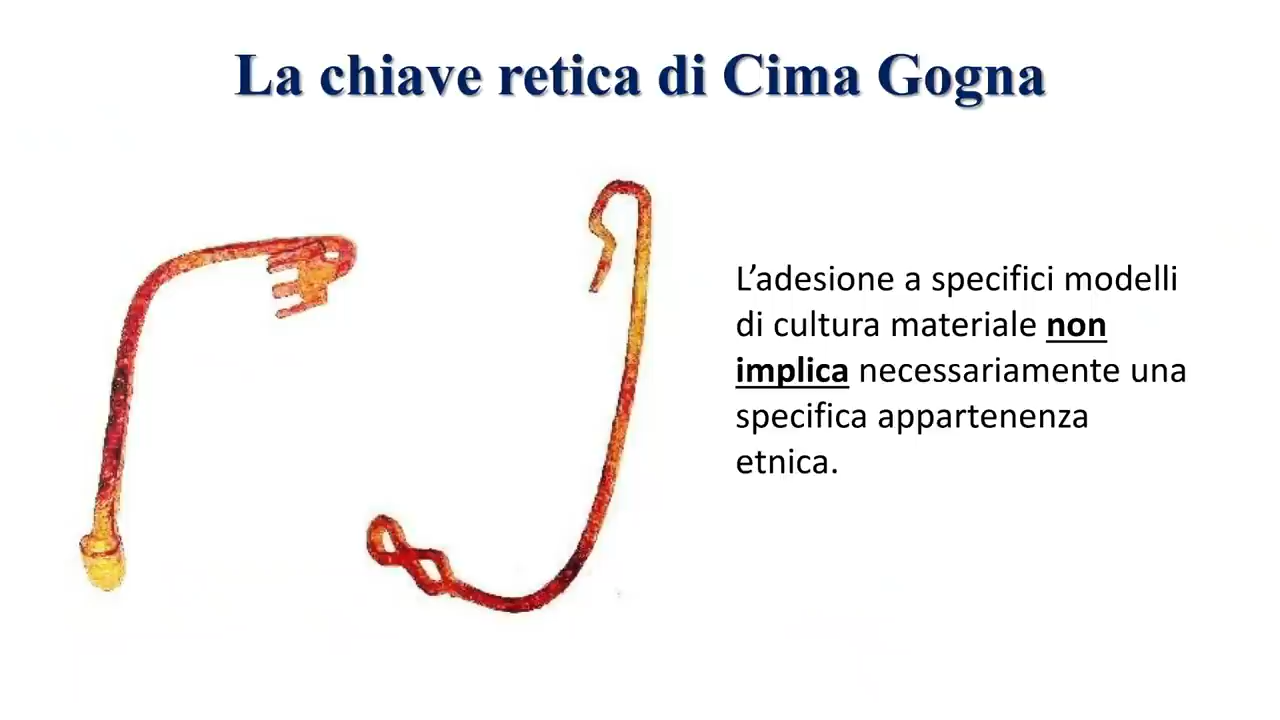 La chiave retica di Cima Gogna
L’adesione a specifici modelli
di cultura materiale non
implica necessariamente una
specifica appartenenza
etnica.